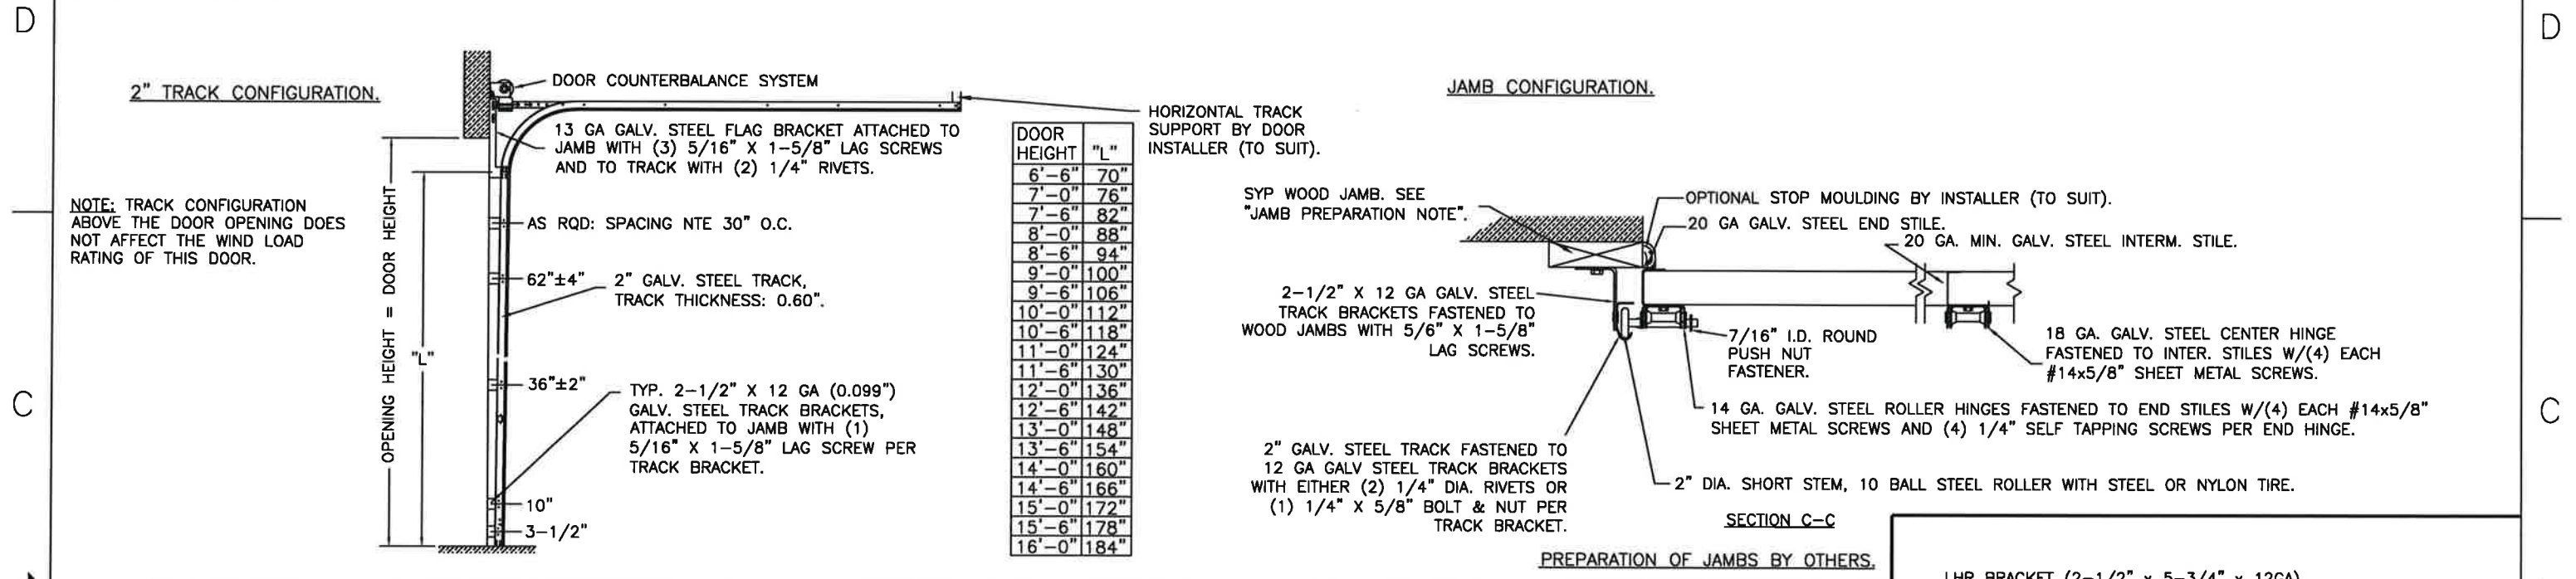 D
D
2" TRACK CONFIGURATION.
DOOR COUNTERBALANCE SYSTEM
13 GA GALV. STEEL FLAG BRACKET ATTACHED TO
JAMB WITH (3) 5/16" X 1-5/8" LAG SCREWS
AND TO TRACK WITH (2) 1/4" RIVETS.
HORIZONTAL TRACK
SUPPORT BY DOOR
INSTALLER (TO SUIT).
NOTE: TRACK CONFIGURATION
ABOVE THE DOOR OPENING DOES
NOT AFFECT THE WIND LOAD
RATING OF THIS DOOR.
OPENING HEIGHT = DOOR HEIGHT
"L"
AS RQD: SPACING NTE 30" O.C.
62"±4"
2" GALV. STEEL TRACK,
TRACK THICKNESS: 0.60".
36"±2"
TYP. 2-1/2" X 12 GA (0.099")
GALV. STEEL TRACK BRACKETS,
ATTACHED TO JAMB WITH (1)
5/16" X 1-5/8" LAG SCREW PER
TRACK BRACKET.
10"
3-1/2"
DOOR HEIGHT "L"
6'-6" 70"
7'-0" 76"
7'-6" 82"
8'-0" 88"
8'-6" 94"
9'-0" 100"
9'-6" 106"
10'-0" 112"
10'-6" 118"
11'-0" 124"
11'-6" 130"
12'-0" 136"
12'-6" 142"
13'-0" 148"
13'-6" 154"
14'-0" 160"
14'-6" 166"
15'-0" 172"
15'-6" 178"
16'-0" 184"
JAMB CONFIGURATION.
SYP WOOD JAMB. SEE
"JAMB PREPARATION NOTE".
OPTIONAL STOP MOULDING BY INSTALLER (TO SUIT).
20 GA GALV. STEEL END STILE.
20 GA. MIN. GALV. STEEL INTERM. STILE.
2-1/2" X 12 GA GALV. STEEL
TRACK BRACKETS FASTENED TO
WOOD JAMBS WITH 5/6" X 1-5/8"
LAG SCREWS.
7/16" I.D. ROUND
PUSH NUT
FASTENER.
18 GA. GALV. STEEL CENTER HINGE
FASTENED TO INTER. STILES W/(4) EACH
#14x5/8" SHEET METAL SCREWS.
14 GA. GALV. STEEL ROLLER HINGES FASTENED TO END STILES W/(4) EACH #14x5/8"
SHEET METAL SCREWS AND (4) 1/4" SELF TAPPING SCREWS PER END HINGE.
2" GALV. STEEL TRACK FASTENED TO
12 GA GALV STEEL TRACK BRACKETS
WITH EITHER (2) 1/4" DIA. RIVETS OR
(1) 1/4" X 5/8" BOLT & NUT PER
TRACK BRACKET.
2" DIA. SHORT STEM, 10 BALL STEEL ROLLER WITH STEEL OR NYLON TIRE.
SECTION C-C
PREPARATION OF JAMBS BY OTHERS.
LHR BRACKET (2-1/2" x 5-3/4" x 12GA)
C
C